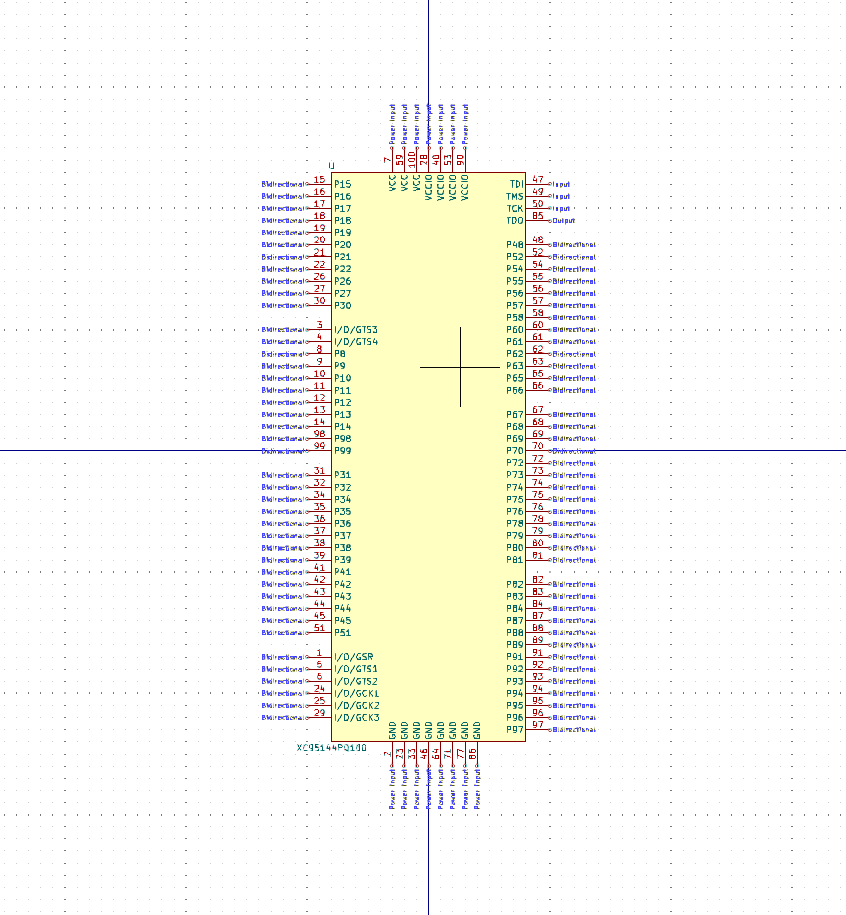 Power Input Power Input Power Input Power Input Power Input Power Input Power Input
7 59 100 28 40 53 90
U
VCC VCC VCC VCCIO VCCIO VCCIO VCCIO
Bidirectional 15 P15 TDI 47 Input
Bidirectional 16 P16 TMS 49 Input
Bidirectional 17 P17 TCK 50 Input
Bidirectional 18 P18 TDO 85 Output
Bidirectional 19 P19
Bidirectional 20 P20 P48 48 Bidirectional
Bidirectional 21 P21 P52 52 Bidirectional
Bidirectional 22 P22 P54 54 Bidirectional
Bidirectional 26 P26 P55 55 Bidirectional
Bidirectional 27 P27 P56 56 Bidirectional
Bidirectional 30 P30 P57 57 Bidirectional
P58 58 Bidirectional
Bidirectional 3 I/O/GTS3 P60 60 Bidirectional
Bidirectional 4 I/O/GTS4 P61 61 Bidirectional
Bidirectional 8 P8 P62 62 Bidirectional
Bidirectional 9 P9 P63 63 Bidirectional
Bidirectional 10 P10 P65 65 Bidirectional
Bidirectional 11 P11 P66 66 Bidirectional
Bidirectional 12 P12
Bidirectional 13 P13 P67 67 Bidirectional
Bidirectional 14 P14 P68 68 Bidirectional
Bidirectional 98 P98 P69 69 Bidirectional
Bidirectional 99 P99 P70 70 Bidirectional
P72 72 Bidirectional
Bidirectional 31 P31 P73 73 Bidirectional
Bidirectional 32 P32 P74 74 Bidirectional
Bidirectional 34 P34 P75 75 Bidirectional
Bidirectional 35 P35 P76 76 Bidirectional
Bidirectional 36 P36 P78 78 Bidirectional
Bidirectional 37 P37 P79 79 Bidirectional
Bidirectional 38 P38 P80 80 Bidirectional
Bidirectional 39 P39 P81 81 Bidirectional
Bidirectional 41 P41
Bidirectional 42 P42 P82 82 Bidirectional
Bidirectional 43 P43 P83 83 Bidirectional
Bidirectional 44 P44 P84 84 Bidirectional
Bidirectional 45 P45 P87 87 Bidirectional
Bidirectional 51 P51 P88 88 Bidirectional
P89 89 Bidirectional
Bidirectional 1 I/O/GSR P91 91 Bidirectional
Bidirectional 5 I/O/GTS1 P92 92 Bidirectional
Bidirectional 6 I/O/GTS2 P93 93 Bidirectional
Bidirectional 24 I/O/GCK1 P94 94 Bidirectional
Bidirectional 25 I/O/GCK2 P95 95 Bidirectional
Bidirectional 29 I/O/GCK3 P96 96 Bidirectional
P97 97 Bidirectional
GND GND GND GND GND GND GND GND
XC95144PQ100
2 23 33 46 64 71 77 86
Power Input Power Input Power Input Power Input Power Input Power Input Power Input Power Input